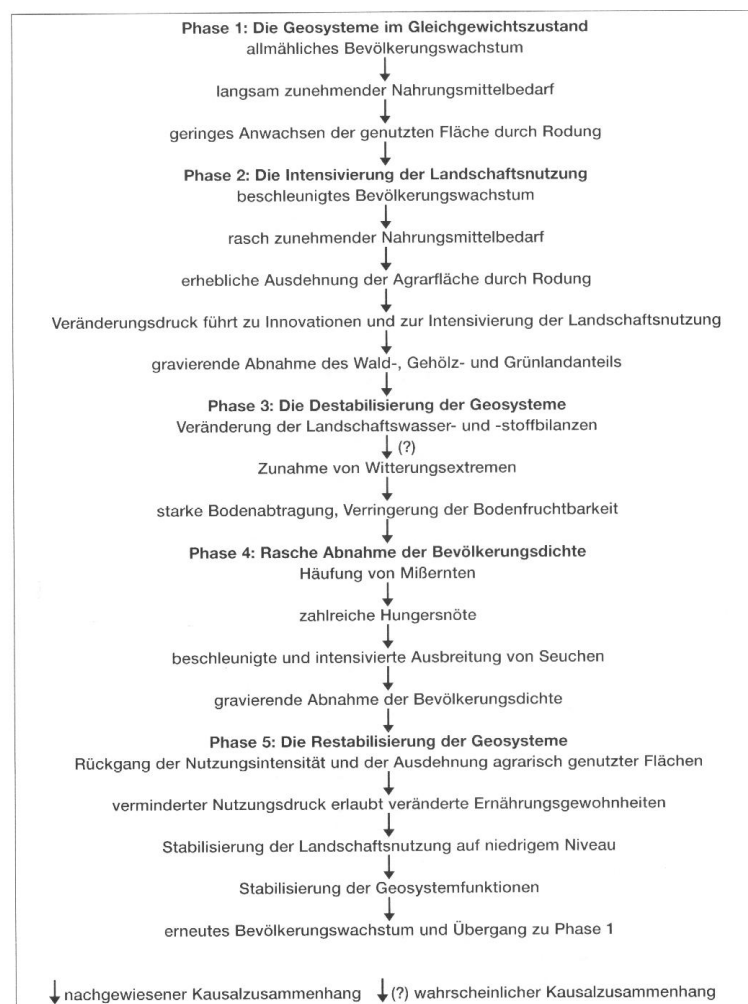 Phase 1: Die Geosysteme im Gleichgewichtszustand
allmähliches Bevölkerungswachstum
langsam zunehmender Nahrungsmittelbedarf
geringes Anwachsen der genutzten Fläche durch Rodung
Phase 2: Die Intensivierung der Landschaftsnutzung
beschleunigtes Bevölkerungswachstum
rasch zunehmender Nahrungsmittelbedarf
erhebliche Ausdehnung der Agrarfläche durch Rodung
Veränderungsdruck führt zu Innovationen und zur Intensivierung der Landschaftsnutzung
gravierende Abnahme des Wald-, Gehölz- und Grünlandanteils
Phase 3: Die Destabilisierung der Geosysteme
Veränderung der Landschaftswasser- und -stoffbilanzen
(?)
Zunahme von Witterungsextremen
starke Bodenabtragung, Verringerung der Bodenfruchtbarkeit
Phase 4: Rasche Abnahme der Bevölkerungsdichte
Häufung von Mißernten
zahlreiche Hungersnöte
beschleunigte und intensivierte Ausbreitung von Seuchen
gravierende Abnahme der Bevölkerungsdichte
Phase 5: Die Restabilisierung der Geosysteme
Rückgang der Nutzungsintensität und der Ausdehnung agrarisch genutzter Flächen
verminderter Nutzungsdruck erlaubt veränderte Ernährungsgewohnheiten
Stabilisierung der Landschaftsnutzung auf niedrigem Niveau
Stabilisierung der Geosystemfunktionen
erneutes Bevölkerungswachstum und Übergang zu Phase 1
↓ nachgewiesener Kausalzusammenhang ↓ (?) wahrscheinlicher Kausalzusammenhang